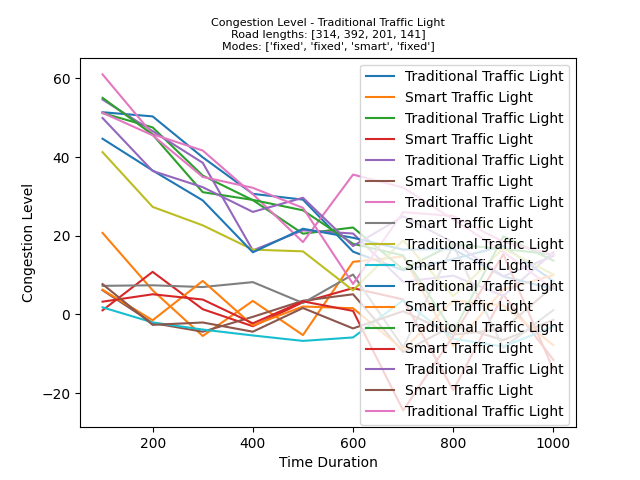 Congestion Level - Traditional Traffic Light
Road lengths: [314, 392, 201, 141]
Modes: ['fixed', 'fixed', 'smart', 'fixed']
Congestion Level
60
40
20
0
−20
Traditional Traffic Light
Smart Traffic Light
Traditional Traffic Light
Smart Traffic Light
Traditional Traffic Light
Smart Traffic Light
Traditional Traffic Light
Smart Traffic Light
Traditional Traffic Light
Smart Traffic Light
Traditional Traffic Light
Smart Traffic Light
Traditional Traffic Light
Smart Traffic Light
Traditional Traffic Light
Smart Traffic Light
Traditional Traffic Light
200 400 600 800 1000
Time Duration